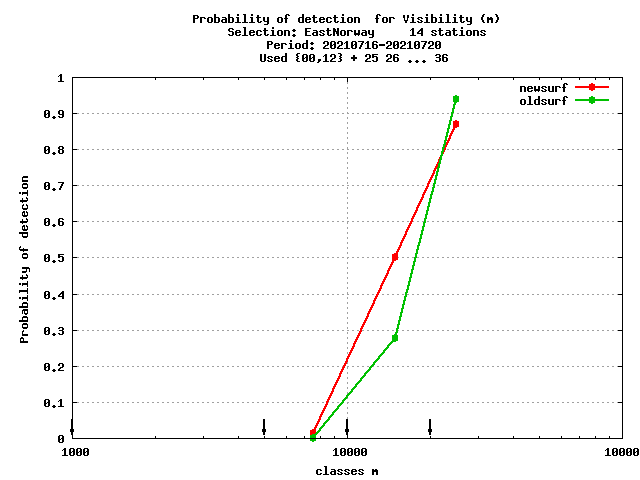 Probability of detection  for Visibility (m)
Selection: EastNorway     14 stations
Period: 20210716-20210720
Used {00,12} + 25 26 ... 36
newsurf
oldsurf
1
0.9
0.8
0.7
0.6
0.5
0.4
0.3
0.2
0.1
0
Probability of detection
1000 10000 10000
classes m